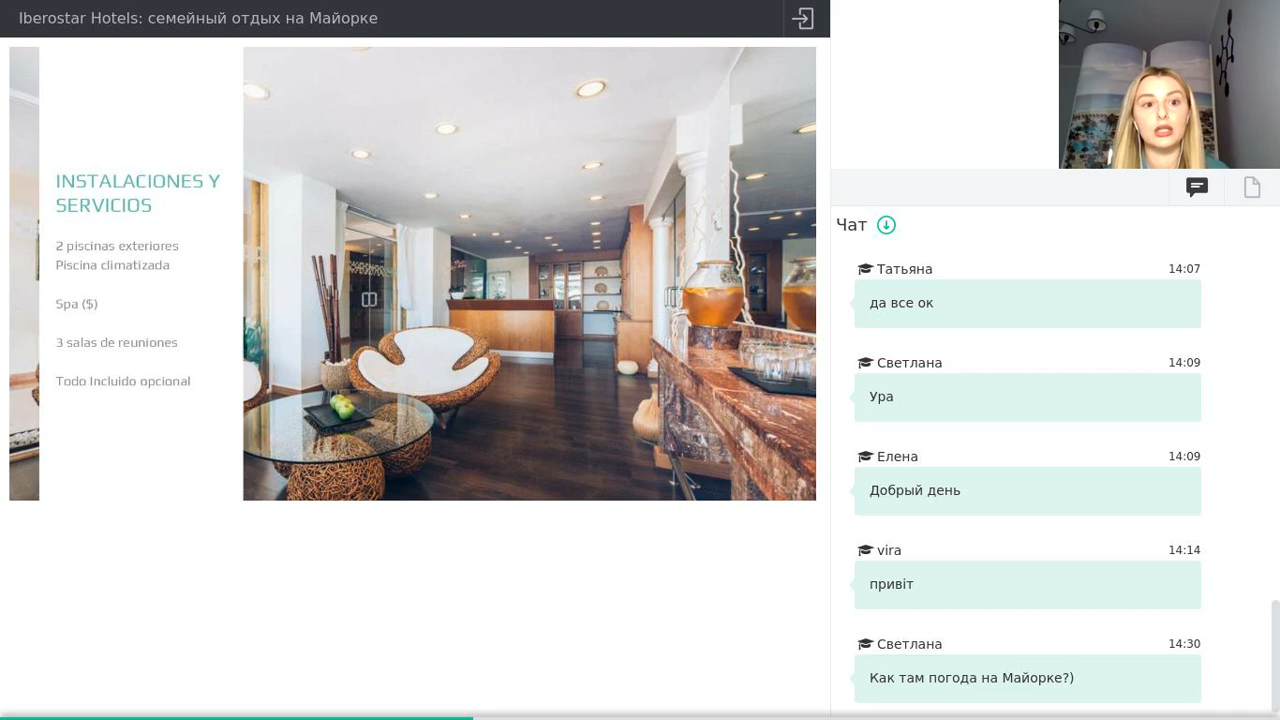 Iberostar Hotels: семейный отдых на Майорке
INSTALACIONES Y
SERVICIOS
2 piscinas exteriores
Piscina climatizada
Spa ($)
3 salas de reuniones
Todo Incluido opcional
Чат
Татьяна 14:07
да все ок
Светлана 14:09
Ура
Елена 14:09
Добрый день
vira 14:14
привіт
Светлана 14:30
Как там погода на Майорке?)